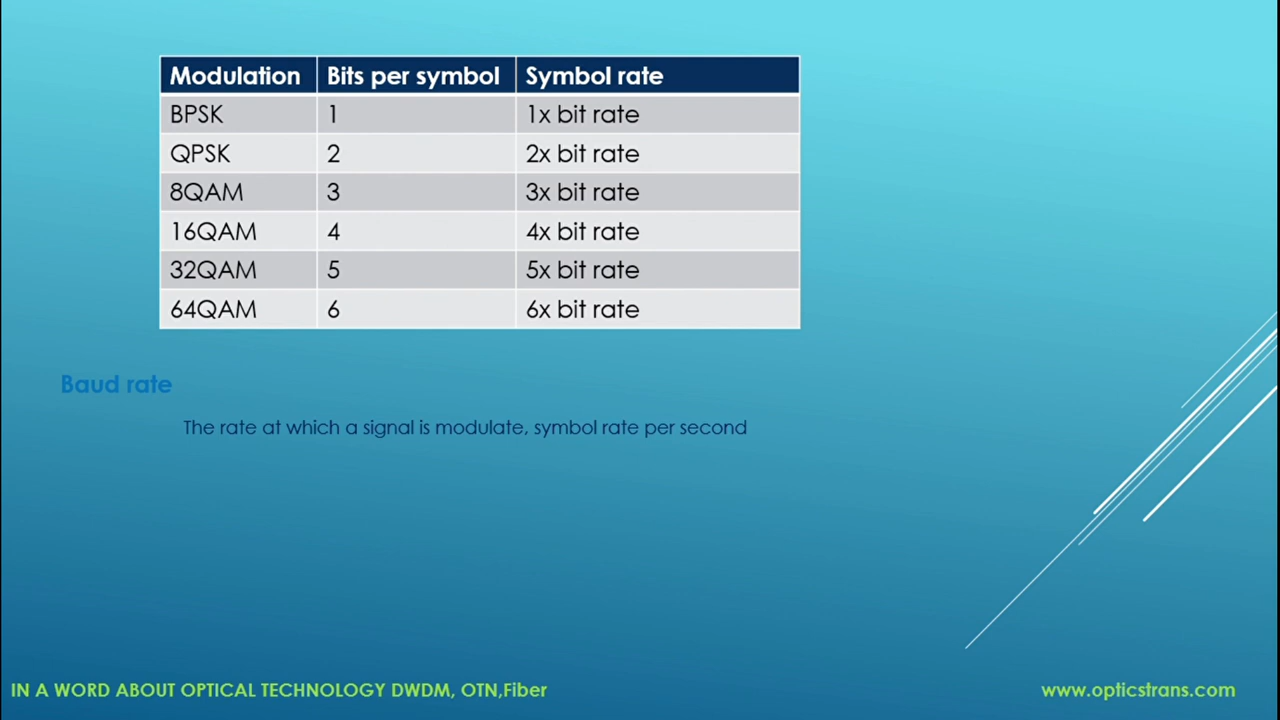 Modulation Bits per symbol Symbol rate
BPSK 1 1x bit rate
QPSK 2 2x bit rate
8QAM 3 3x bit rate
16QAM 4 4x bit rate
32QAM 5 5x bit rate
64QAM 6 6x bit rate
Baud rate
The rate at which a signal is modulate, symbol rate per second
IN A WORD ABOUT OPTICAL TECHNOLOGY DWDM, OTN,Fiber www.opticstrans.com